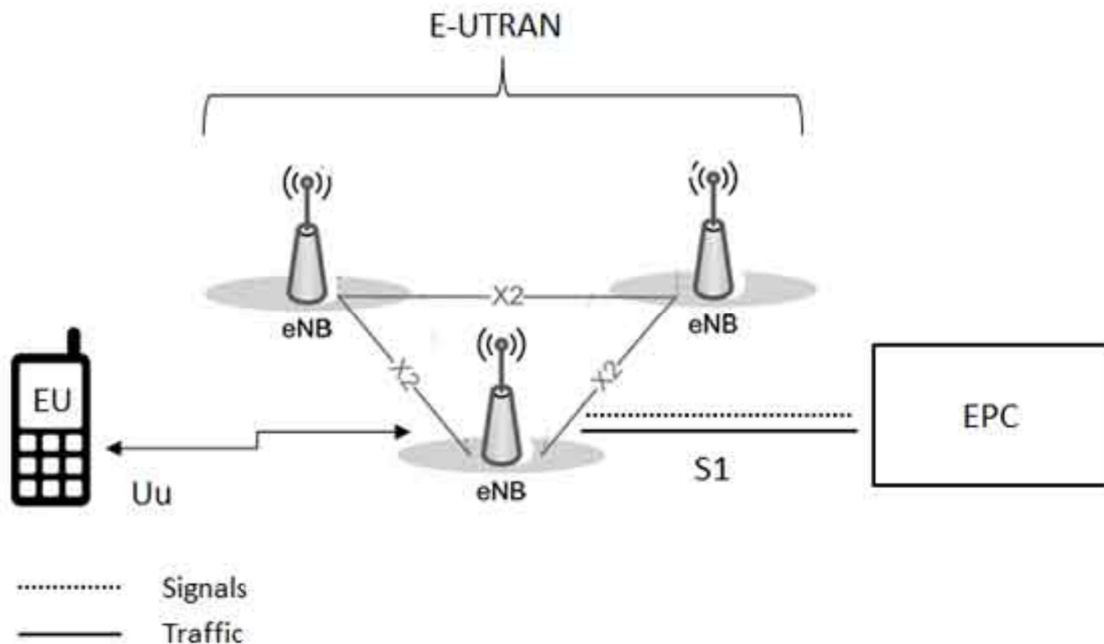 E-UTRAN
eNB
X2
eNB
X2
X2
EU
Uu
eNB
S1
EPC
Signals
Traffic